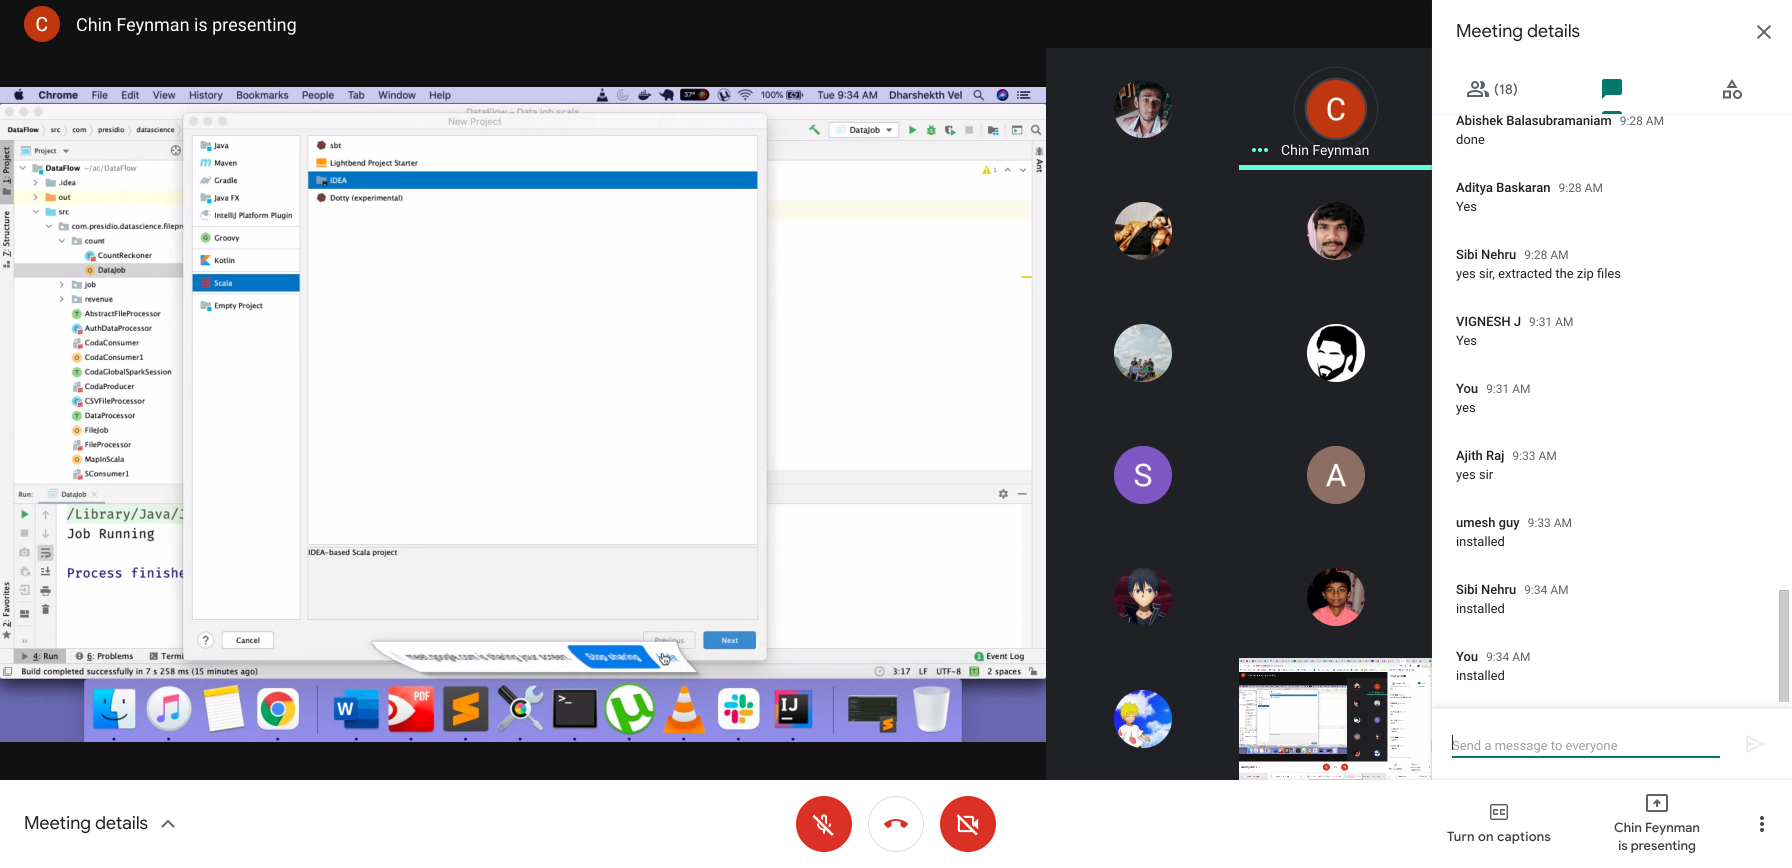 C Chin Feynman is presenting
Chrome File Edit View History Bookmarks People Tab Window Help
37° 100% Tue 9:34 AM Dharshekth Vel
DataFlow – DataJob.scala
New Project
DataFlow src com presidio datascience
DataJob
1: Project
Z: Structure
2: Favorites
Ant
Project
DataFlow ~/ac/DataFlow
.idea
out
src
com.presidio.datascience.filepr
count
CountReckoner
DataJob
job
revenue
AbstractFileProcessor
AuthDataProcessor
CodaConsumer
CodaConsumer1
CodaGlobalSparkSession
CodaProducer
CSVFileProcessor
DataProcessor
FileJob
FileProcessor
MapInScala
SConsumer1
Java
Maven
Gradle
Java FX
IntelliJ Platform Plugin
Groovy
Kotlin
Scala
Empty Project
sbt
Lightbend Project Starter
IDEA
Dotty (experimental)
IDEA-based Scala project
? Cancel Previous Next
meet.google.com is sharing your screen. Stop sharing
Run: DataJob
/Library/Java/J
Job Running
Process finishe
4: Run 6: Problems Termi
Event Log
Build completed successfully in 7 s 258 ms (15 minutes ago)
3:17 LF UTF-8 2 spaces
W
PDF
IJ
C
Chin Feynman
S
A
Meeting details
(18)
Abishek Balasubramaniam 9:28 AM
done
Aditya Baskaran 9:28 AM
Yes
Sibi Nehru 9:28 AM
yes sir, extracted the zip files
VIGNESH J 9:31 AM
Yes
You 9:31 AM
yes
Ajith Raj 9:33 AM
yes sir
umesh guy 9:33 AM
installed
Sibi Nehru 9:34 AM
installed
You 9:34 AM
installed
Send a message to everyone
Meeting details
Turn on captions
Chin Feynman
is presenting